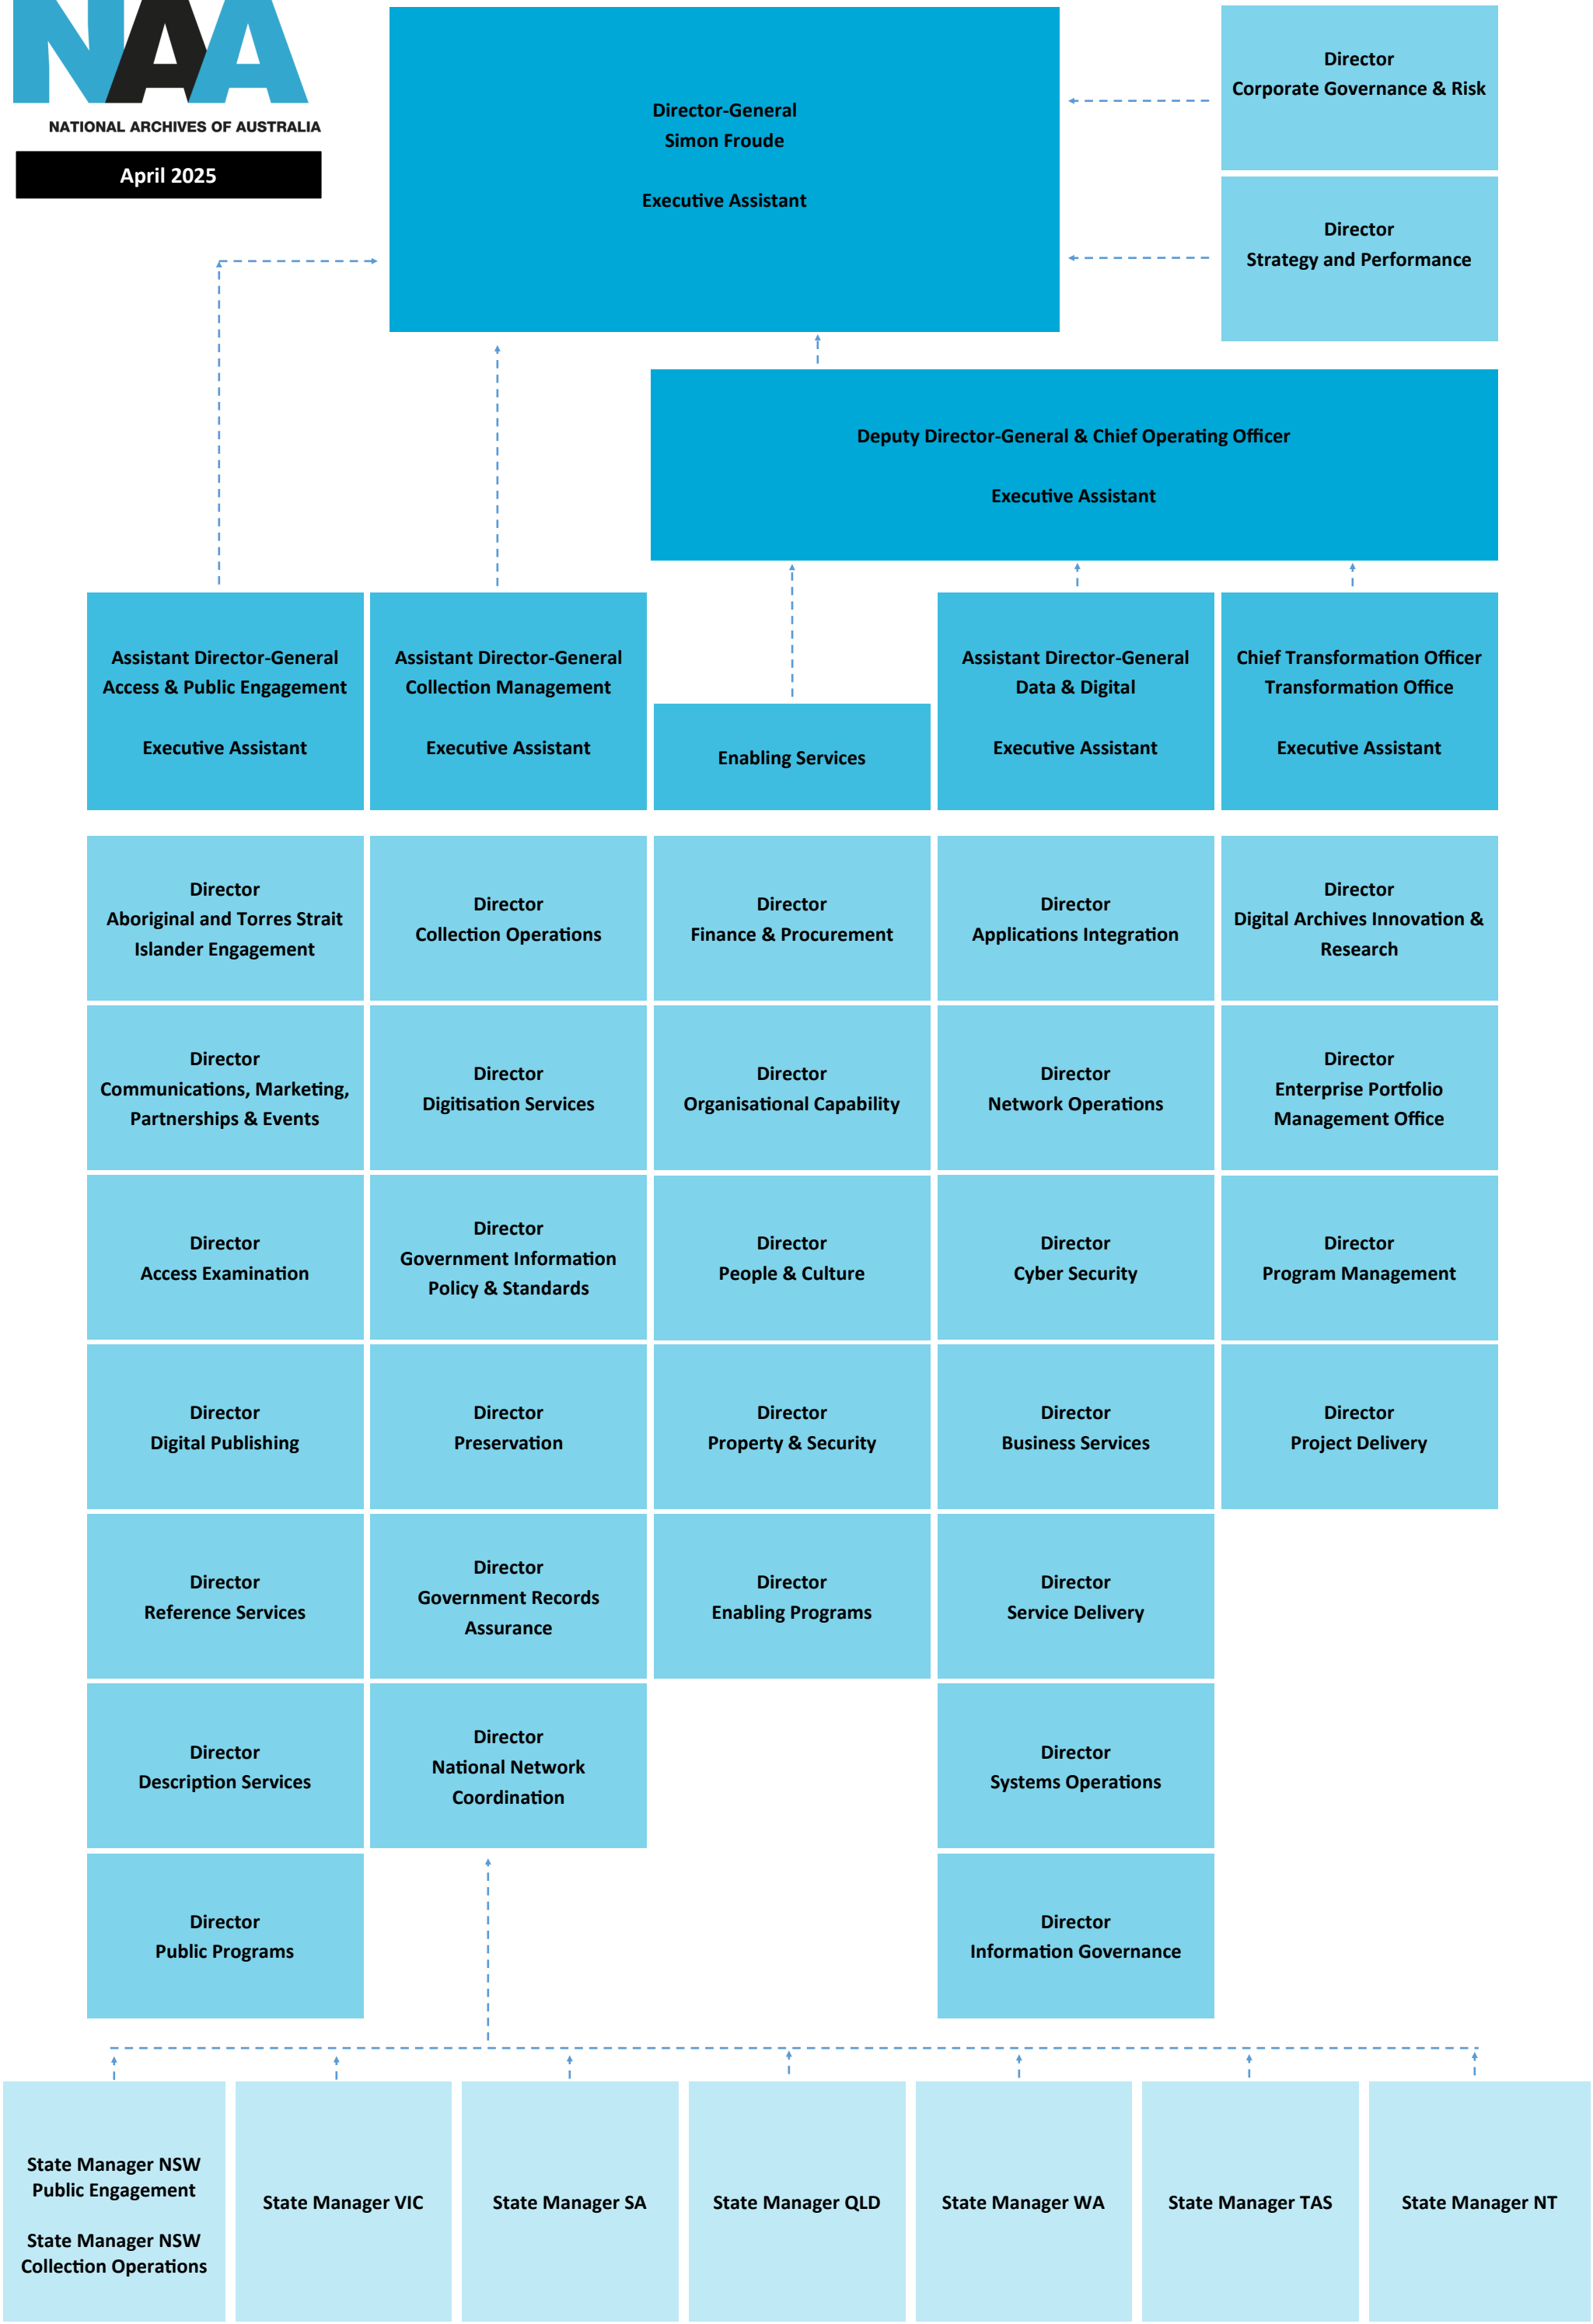 NAA
NATIONAL ARCHIVES OF AUSTRALIA
April 2025
Director-General
Simon Froude
Executive Assistant
Director
Corporate Governance & Risk
Director
Strategy and Performance
Deputy Director-General & Chief Operating Officer
Executive Assistant
Assistant Director-General
Access & Public Engagement
Executive Assistant
Assistant Director-General
Collection Management
Executive Assistant
Enabling Services
Assistant Director-General
Data & Digital
Executive Assistant
Chief Transformation Officer
Transformation Office
Executive Assistant
Director
Aboriginal and Torres Strait
Islander Engagement
Director
Collection Operations
Director
Finance & Procurement
Director
Applications Integration
Director
Digital Archives Innovation &
Research
Director
Communications, Marketing,
Partnerships & Events
Director
Digitisation Services
Director
Organisational Capability
Director
Network Operations
Director
Enterprise Portfolio
Management Office
Director
Access Examination
Director
Government Information
Policy & Standards
Director
People & Culture
Director
Cyber Security
Director
Program Management
Director
Digital Publishing
Director
Preservation
Director
Property & Security
Director
Business Services
Director
Project Delivery
Director
Reference Services
Director
Government Records
Assurance
Director
Enabling Programs
Director
Service Delivery
Director
Description Services
Director
National Network
Coordination
Director
Systems Operations
Director
Public Programs
Director
Information Governance
State Manager NSW
Public Engagement
State Manager NSW
Collection Operations
State Manager VIC
State Manager SA
State Manager QLD
State Manager WA
State Manager TAS
State Manager NT